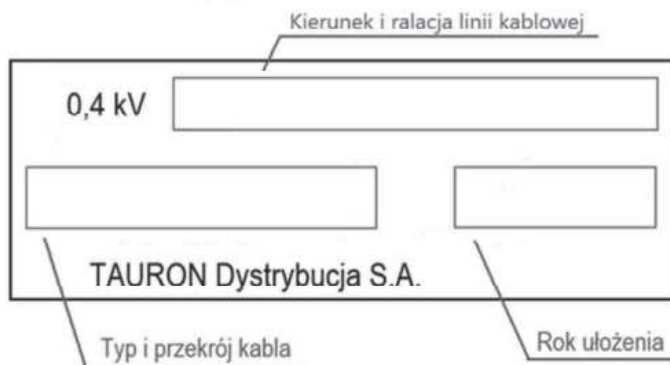 Kierunek i ralacja linii kablowej
0,4 kV
TAURON Dystrybucja S.A.
Typ i przekrój kabla
Rok ułożenia